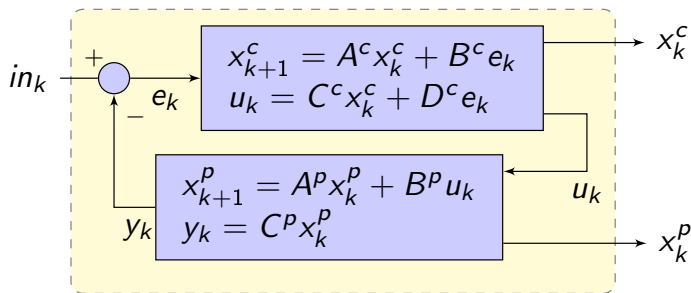 +
in_k
e_k
−
x^c_{k+1} = A^c x^c_k + B^c e_k
u_k = C^c x^c_k + D^c e_k
x^c_k
x^p_{k+1} = A^p x^p_k + B^p u_k
y_k = C^p x^p_k
y_k
u_k
x^p_k